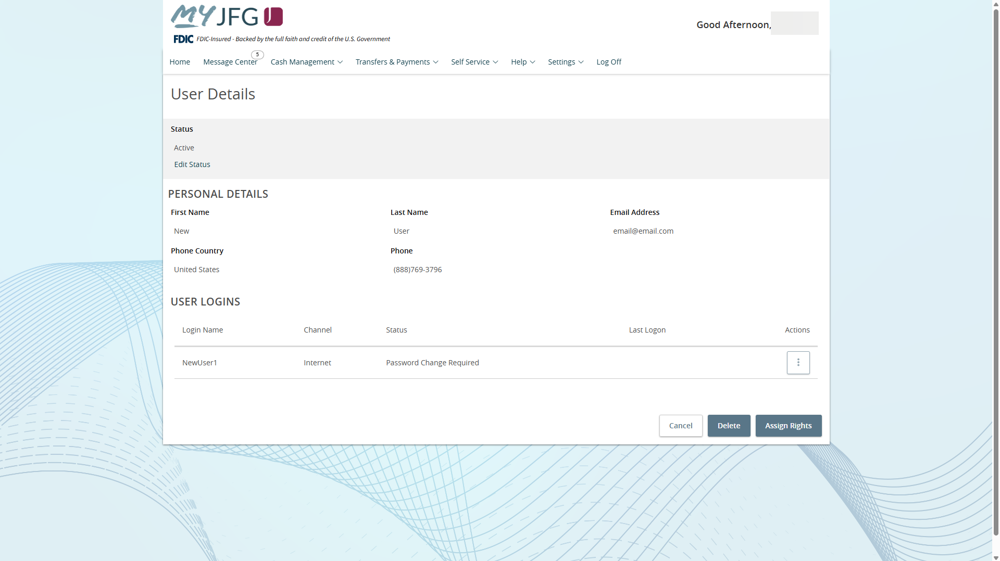 MY JFG J
Good Afternoon,
FDIC FDIC-Insured - Backed by the full faith and credit of the U.S. Government
Home Message Center 5 Cash Management Transfers & Payments Self Service Help Settings Log Off
User Details
Status
Active
Edit Status
PERSONAL DETAILS
First Name Last Name Email Address
New User email@email.com
Phone Country Phone
United States (888)769-3796
USER LOGINS
Login Name Channel Status Last Logon Actions
NewUser1 Internet Password Change Required
Cancel Delete Assign Rights